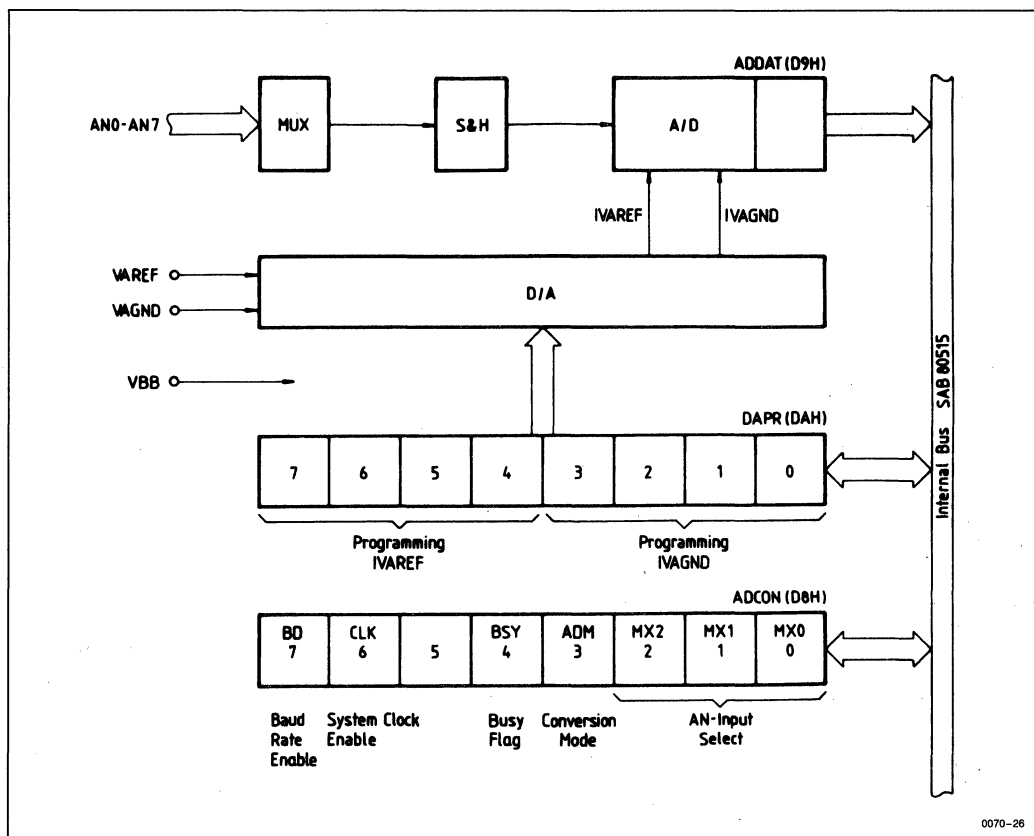 ADDAT (D9H)
AN0-AN7
MUX
S&H
A/D
IVAREF
IVAGND
VAREF
VAGND
D/A
VBB
Internal Bus SAB 80515
DAPR (DAH)
7 6 5 4 3 2 1 0
Programming
IVAREF
Programming
IVAGND
ADCON (D8H)
BD CLK BSY ADM MX2 MX1 MX0
7 6 5 4 3 2 1 0
Baud
Rate
Enable
System Clock
Enable
Busy
Flag
Conversion
Mode
AN-Input
Select
0070-26